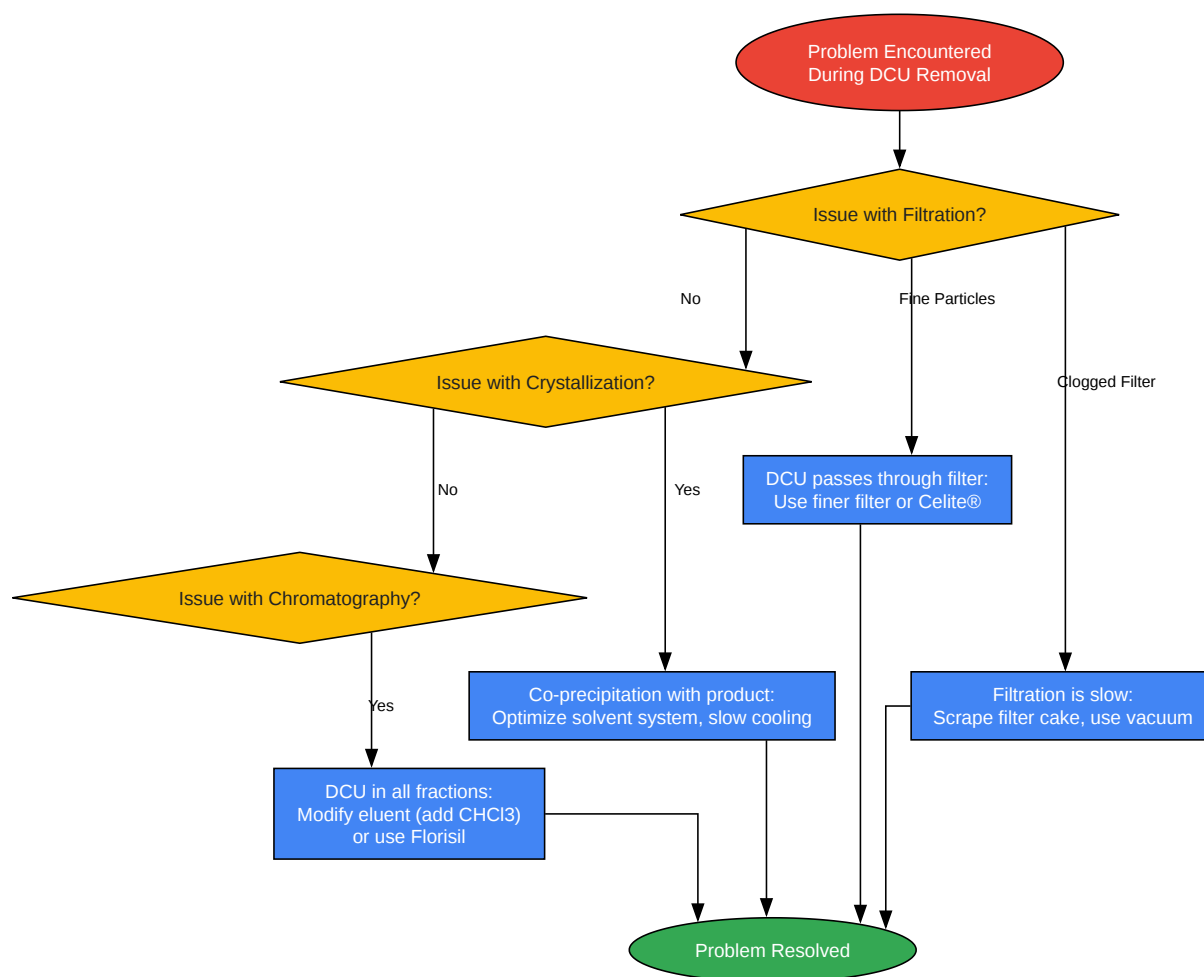 Problem Encountered
During DCU Removal
Issue with Filtration?
No
Fine Particles
Issue with Crystallization?
Clogged Filter
DCU passes through filter:
Use finer filter or Celite®
No
Yes
Issue with Chromatography?
Co-precipitation with product:
Optimize solvent system, slow cooling
Filtration is slow:
Scrape filter cake, use vacuum
Yes
DCU in all fractions:
Modify eluent (add CHCl3)
or use Florisil
Problem Resolved